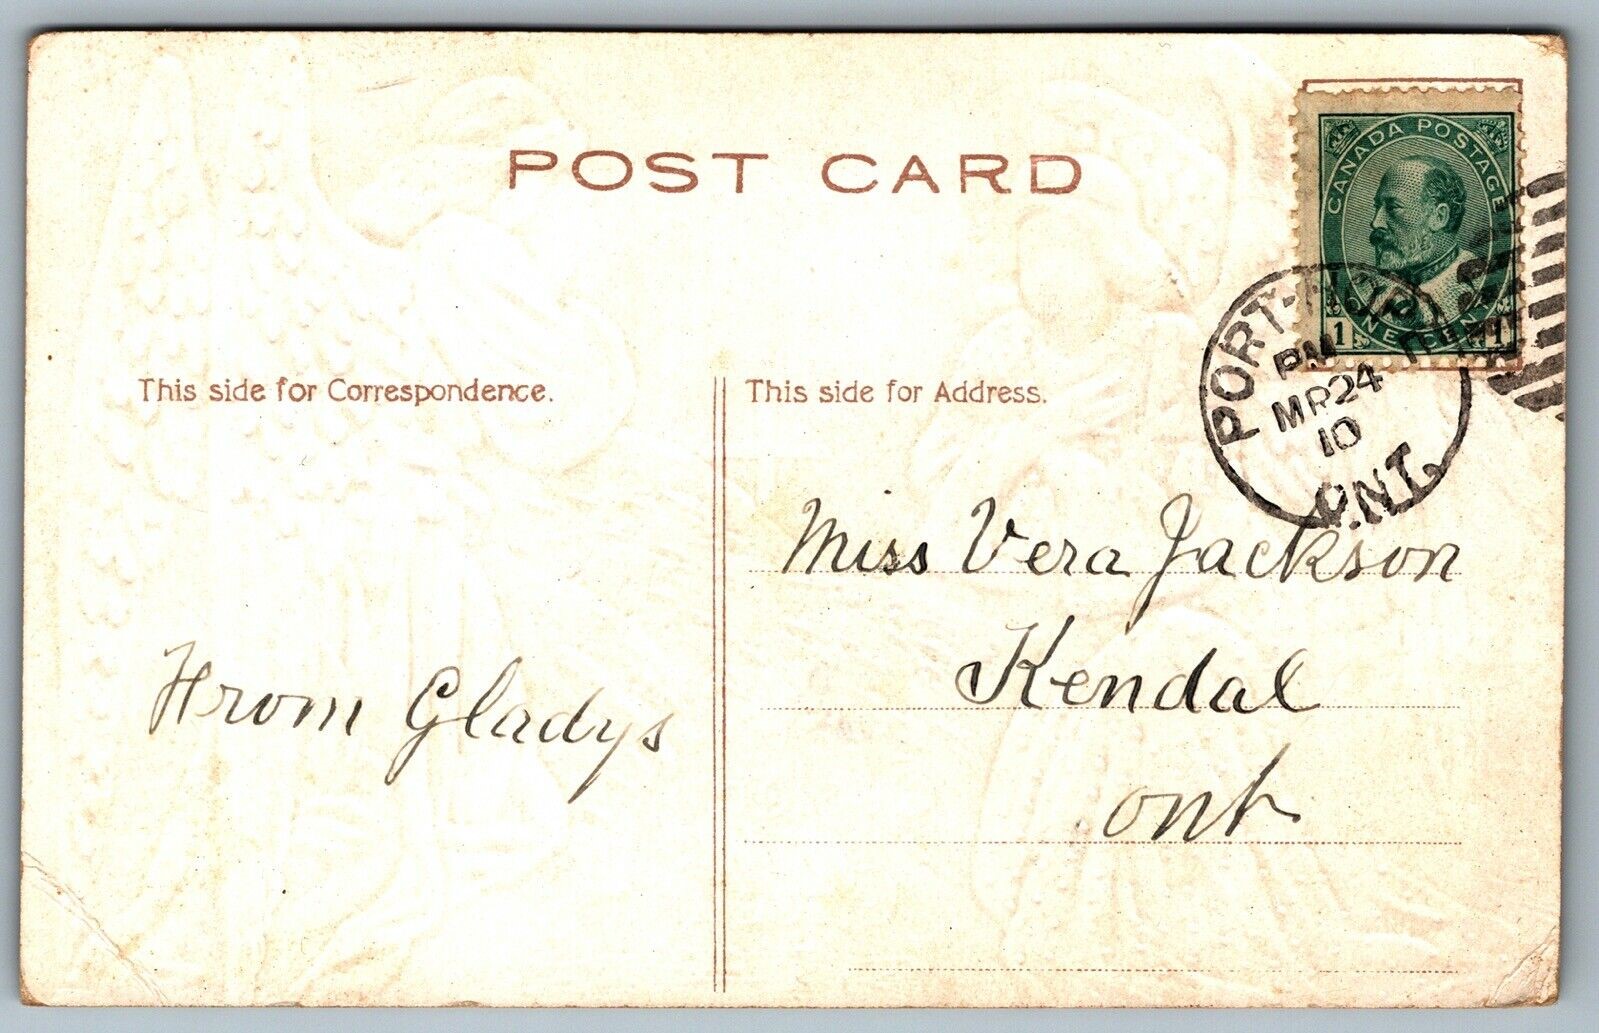 POST CARD
CANADA POSTAGE
ONE CENT
1 1
PORT-HOPE
PM
MR 24
10
ONT.
This side for Correspondence.
This side for Address.
Miss Vera Jackson
Kendal
Ont
From Gladys